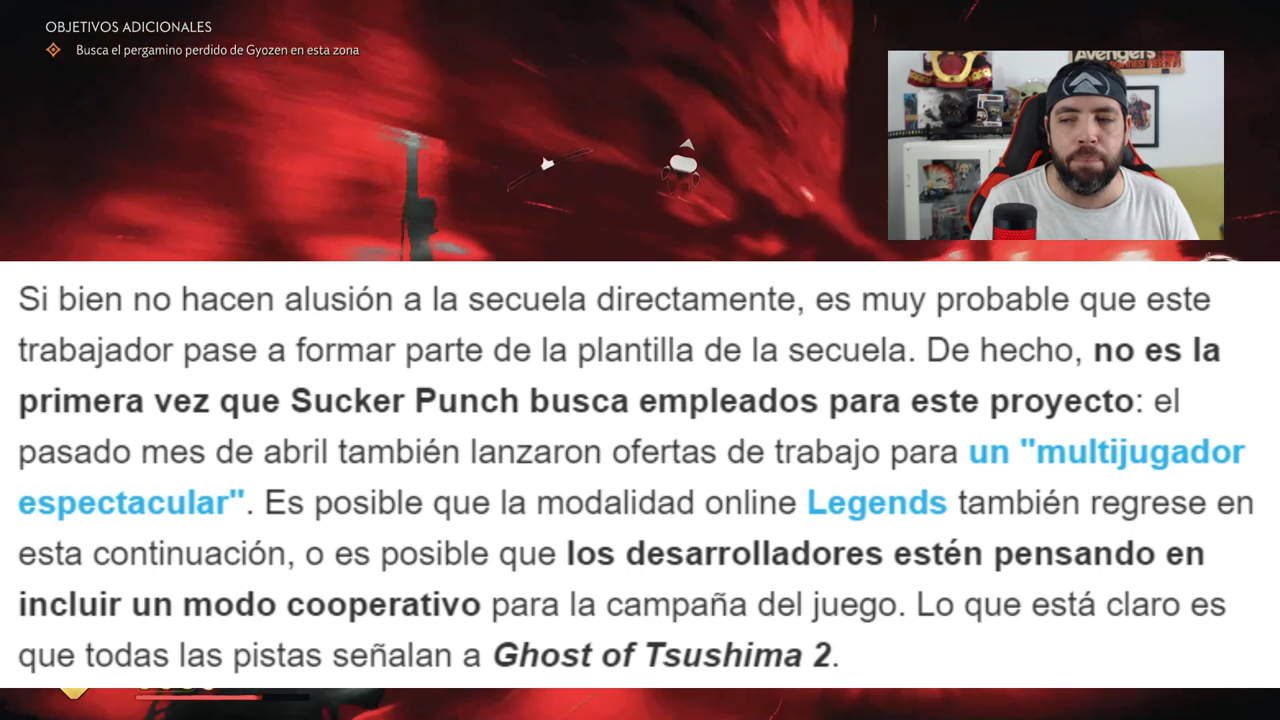 OBJETIVOS ADICIONALES
Busca el pergamino perdido de Gyozen en esta zona
Avengers
Si bien no hacen alusión a la secuela directamente, es muy probable que este
trabajador pase a formar parte de la plantilla de la secuela. De hecho, no es la
primera vez que Sucker Punch busca empleados para este proyecto: el
pasado mes de abril también lanzaron ofertas de trabajo para un "multijugador
espectacular". Es posible que la modalidad online Legends también regrese en
esta continuación, o es posible que los desarrolladores estén pensando en
incluir un modo cooperativo para la campaña del juego. Lo que está claro es
que todas las pistas señalan a Ghost of Tsushima 2.